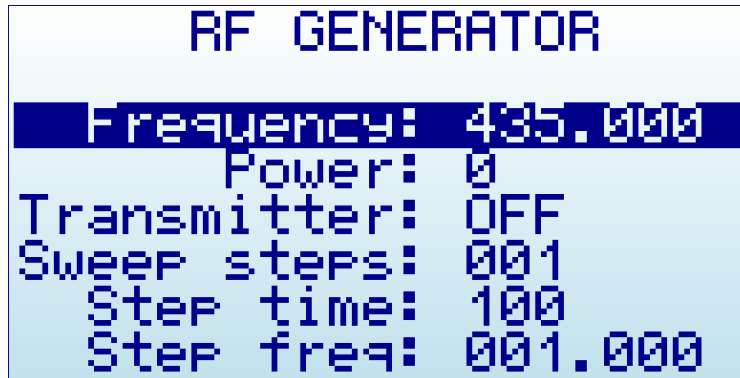 RF GENERATOR
Frequency: 435.000
Power: 0
Transmitter: OFF
Sweep steps: 001
Step time: 100
Step freq: 001.000